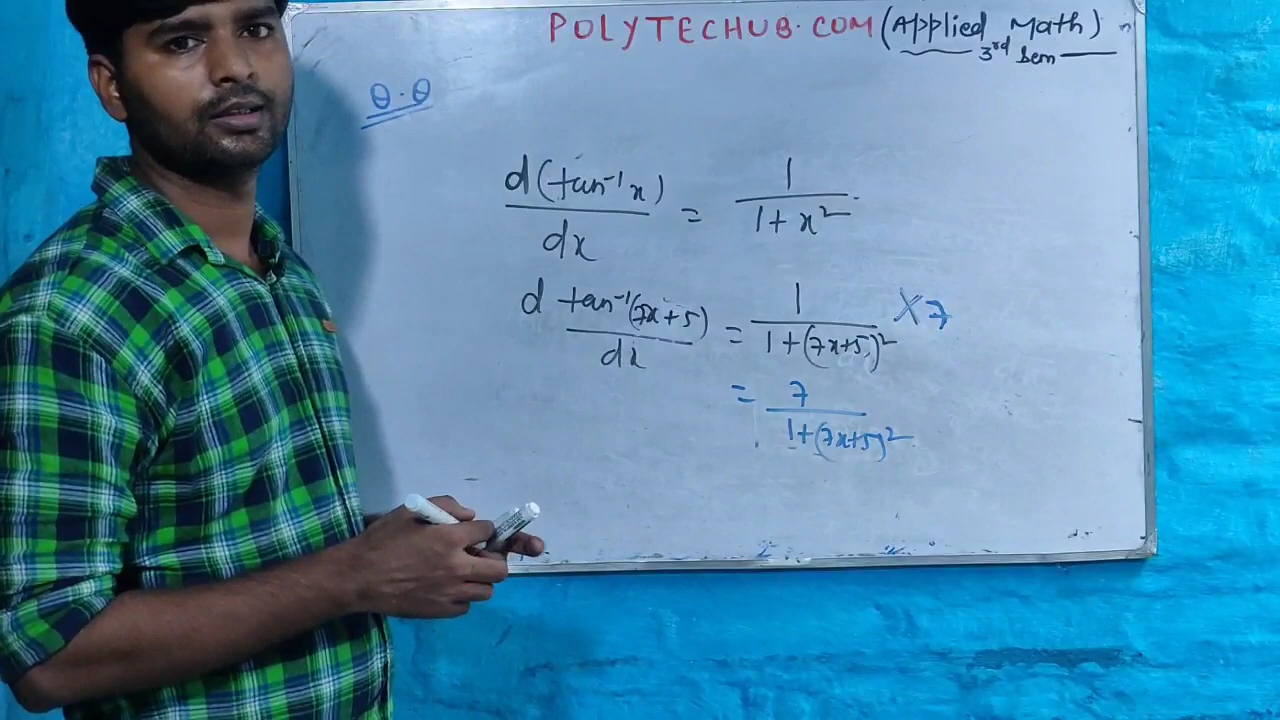 POLYTECHUB.COM (Applied Math)
3rd Sem
θ.θ
d(tan⁻¹x)/dx = 1/(1+x²)
d tan⁻¹(7x+5)/dx = 1/(1+(7x+5)²) × 7
= 7/(1+(7x+5)²)